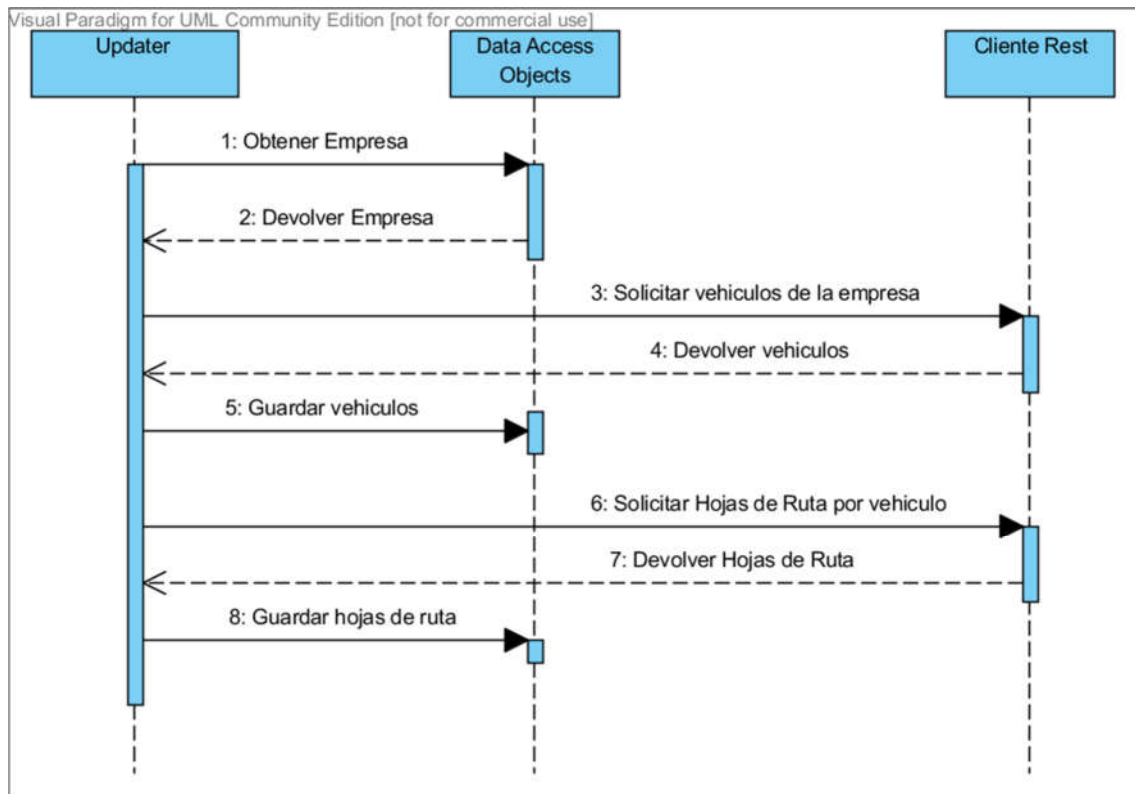 Visual Paradigm for UML Community Edition [not for commercial use]
Updater
Data Access
Objects
Cliente Rest
1: Obtener Empresa
2: Devolver Empresa
3: Solicitar vehiculos de la empresa
4: Devolver vehiculos
5: Guardar vehiculos
6: Solicitar Hojas de Ruta por vehiculo
7: Devolver Hojas de Ruta
8: Guardar hojas de ruta